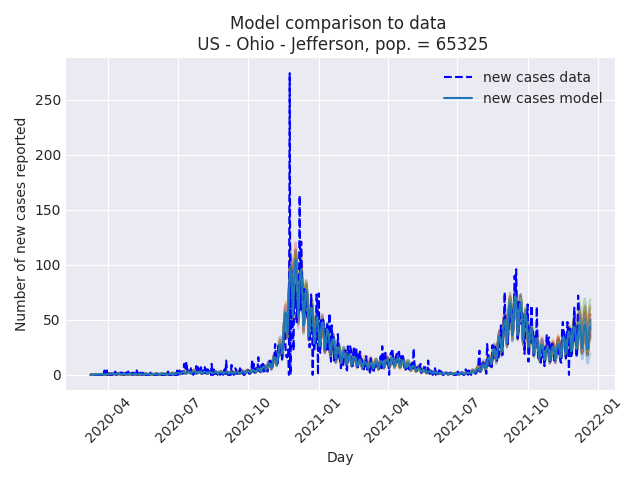 Model comparison to data
US - Ohio - Jefferson, pop. = 65325
new cases data
new cases model
Number of new cases reported
250
200
150
100
50
0
2020-04
2020-07
2020-10
2021-01
2021-04
2021-07
2021-10
2022-01
Day